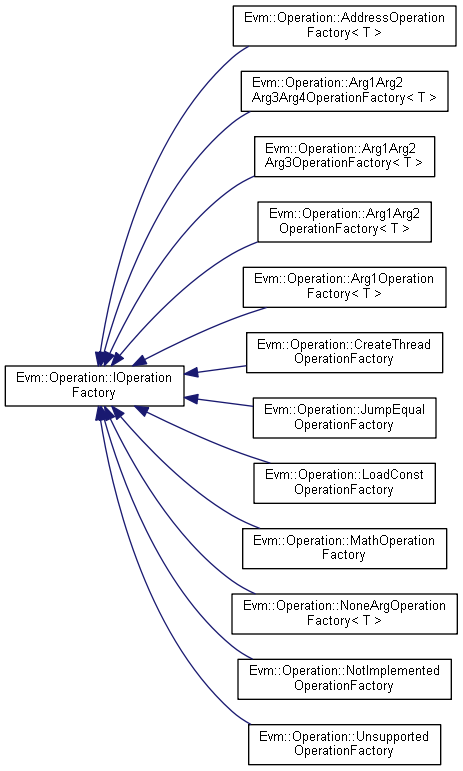 Evm::Operation::AddressOperation
Factory< T >
Evm::Operation::Arg1Arg2
Arg3Arg4OperationFactory< T >
Evm::Operation::Arg1Arg2
Arg3OperationFactory< T >
Evm::Operation::Arg1Arg2
OperationFactory< T >
Evm::Operation::Arg1Operation
Factory< T >
Evm::Operation::CreateThread
OperationFactory
Evm::Operation::IOperation
Factory
Evm::Operation::JumpEqual
OperationFactory
Evm::Operation::LoadConst
OperationFactory
Evm::Operation::MathOperation
Factory
Evm::Operation::NoneArgOperation
Factory< T >
Evm::Operation::NotImplemented
OperationFactory
Evm::Operation::Unsupported
OperationFactory